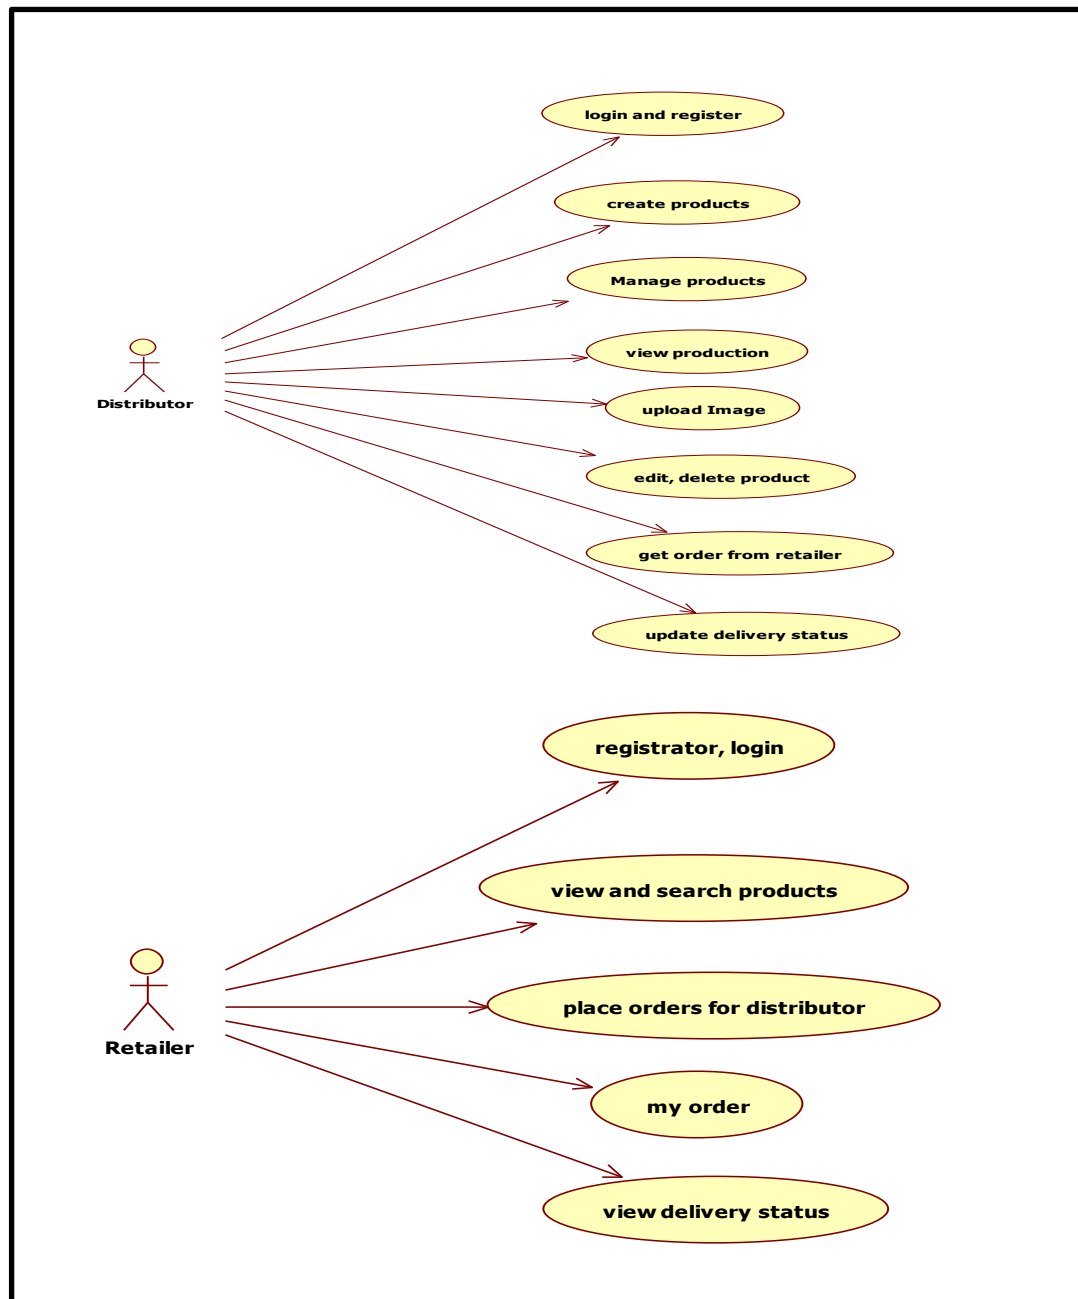 login and register
create products
Manage products
view production
upload Image
Distributor
edit, delete product
get order from retailer
update delivery status
registrator, login
view and search products
place orders for distributor
Retailer
my order
view delivery status